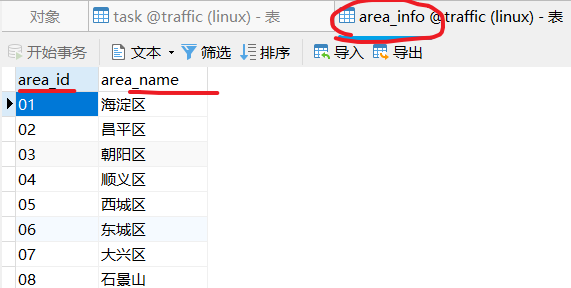 对象 task @traffic (linux) - 表 area_info @traffic (linux) - 表
开始事务 文本 筛选 排序 导入 导出
area_id area_name
01 海淀区
02 昌平区
03 朝阳区
04 顺义区
05 西城区
06 东城区
07 大兴区
08 石景山